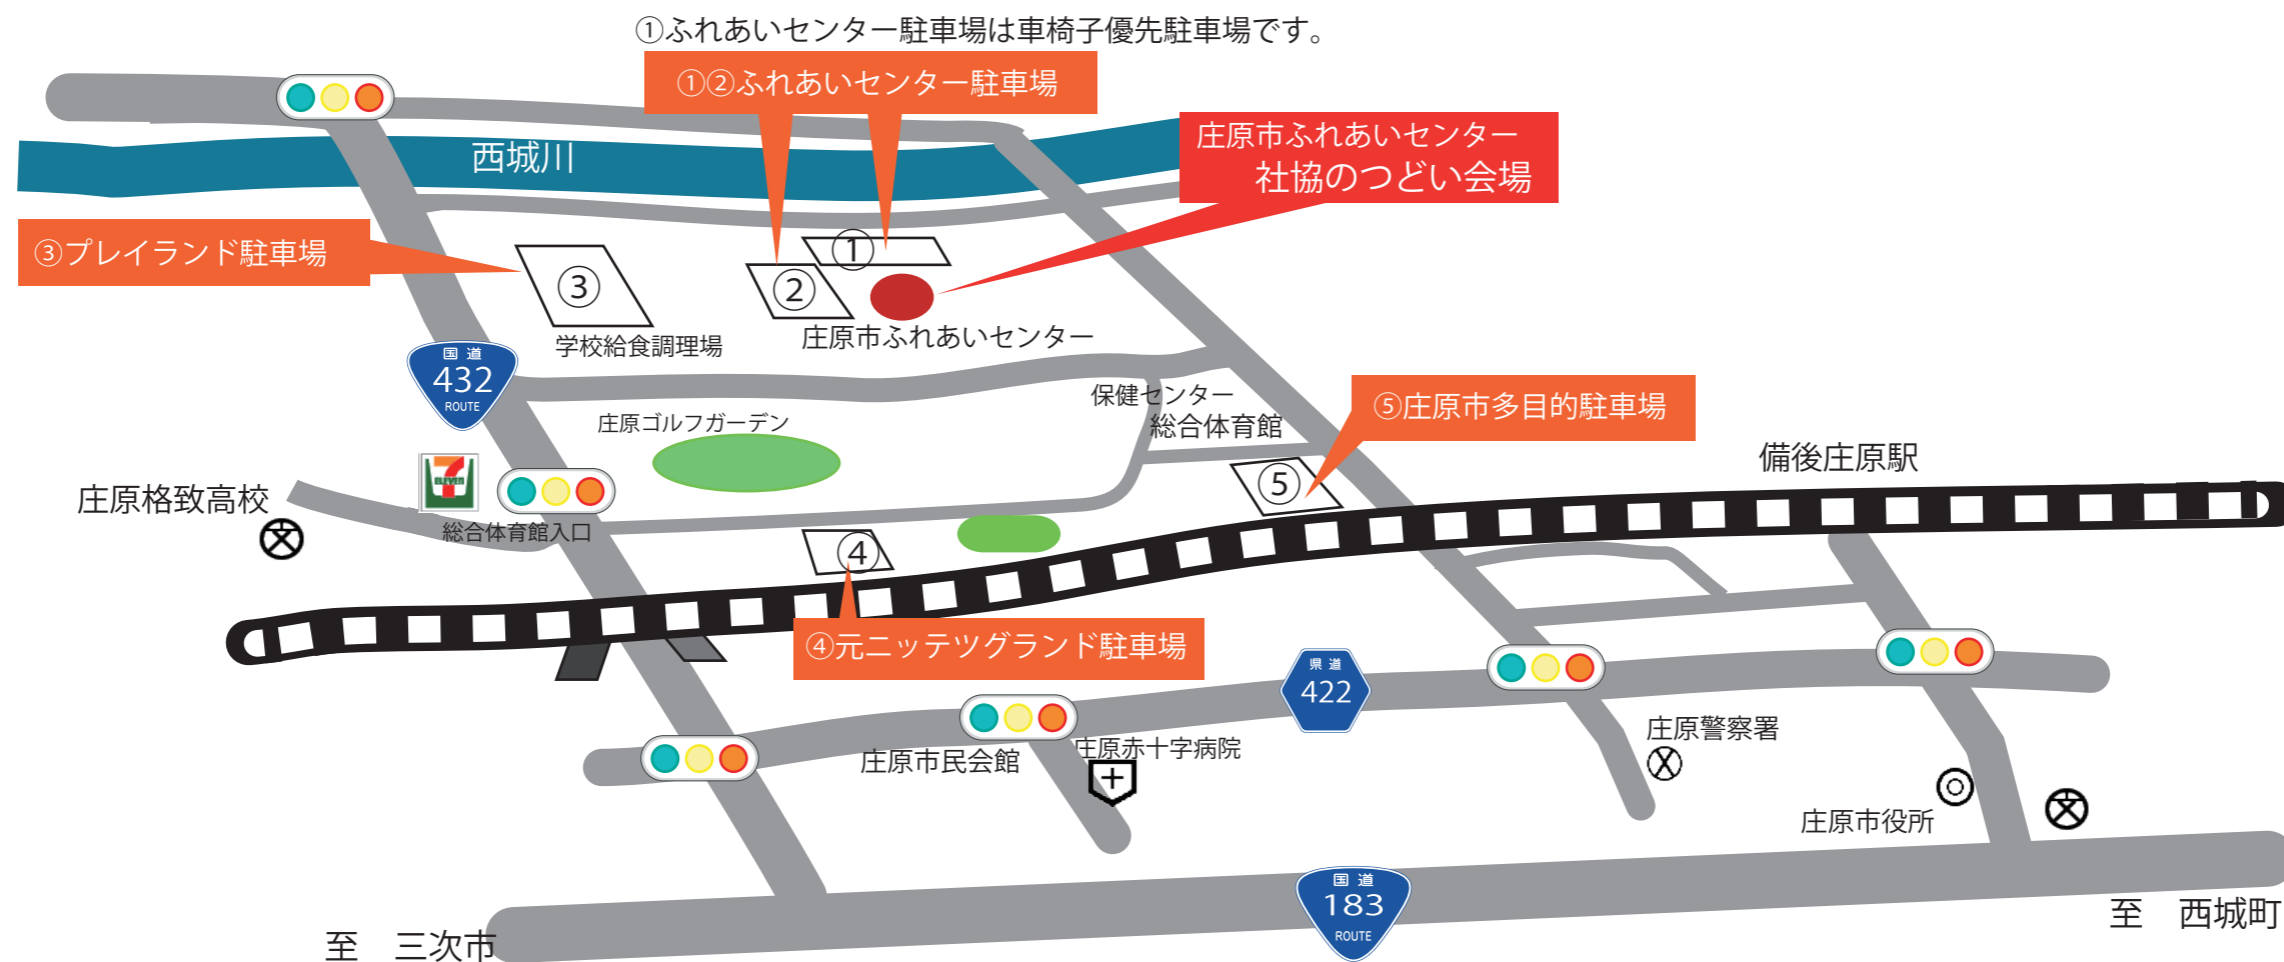 ①ふれあいセンター駐車場は車椅子優先駐車場です。
①②ふれあいセンター駐車場
庄原市ふれあいセンター
社協のつどい会場
西城川
③プレイランド駐車場
①
②
③
庄原市ふれあいセンター
学校給食調理場
国道
432
ROUTE
保健センター
総合体育館
⑤庄原市多目的駐車場
庄原ゴルフガーデン
備後庄原駅
⑤
庄原格致高校
7
ELEVEN
総合体育館入口
④
④元ニッテツグランド駐車場
県道
422
庄原市民会館
庄原赤十字病院
庄原警察署
庄原市役所
国道
183
ROUTE
至 三次市
至 西城町